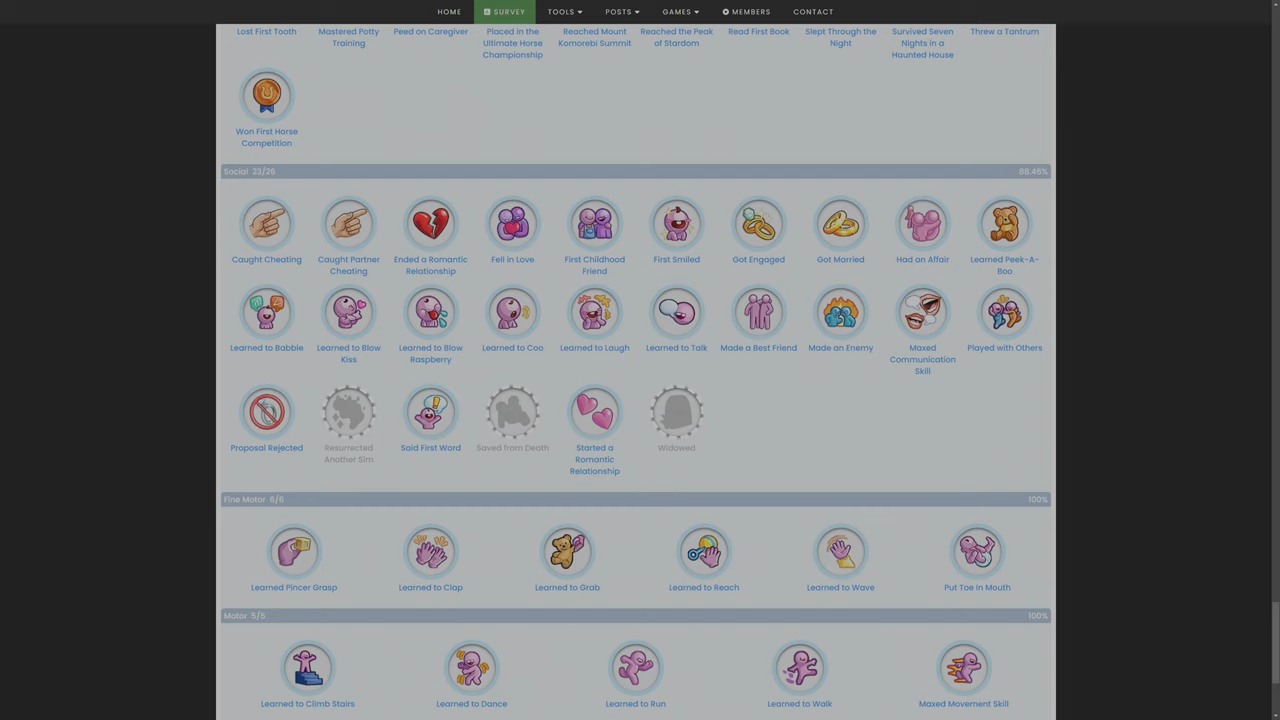 HOME SURVEY TOOLS POSTS GAMES MEMBERS CONTACT
Lost First Tooth
Mastered Potty
Training
Peed on Caregiver
Placed in the
Ultimate Horse
Championship
Reached Mount
Komorebi Summit
Reached the Peak
of Stardom
Read First Book
Slept Through the
Night
Survived Seven
Nights in a
Haunted House
Threw a Tantrum
Won First Horse
Competition
Social 23/26 88.46%
Caught Cheating
Caught Partner
Cheating
Ended a Romantic
Relationship
Fell in Love
First Childhood
Friend
First Smiled
Got Engaged
Got Married
Had an Affair
Learned Peek-A-
Boo
Learned to Babble
Learned to Blow
Kiss
Learned to Blow
Raspberry
Learned to Coo
Learned to Laugh
Learned to Talk
Made a Best Friend
Made an Enemy
Maxed
Communication
Skill
Played with Others
Proposal Rejected
Resurrected
Another Sim
Said First Word
Saved from Death
Started a
Romantic
Relationship
Widowed
Fine Motor 6/6 100%
Learned Pincer Grasp
Learned to Clap
Learned to Grab
Learned to Reach
Learned to Wave
Put Toe In Mouth
Motor 5/5 100%
Learned to Climb Stairs
Learned to Dance
Learned to Run
Learned to Walk
Maxed Movement Skill